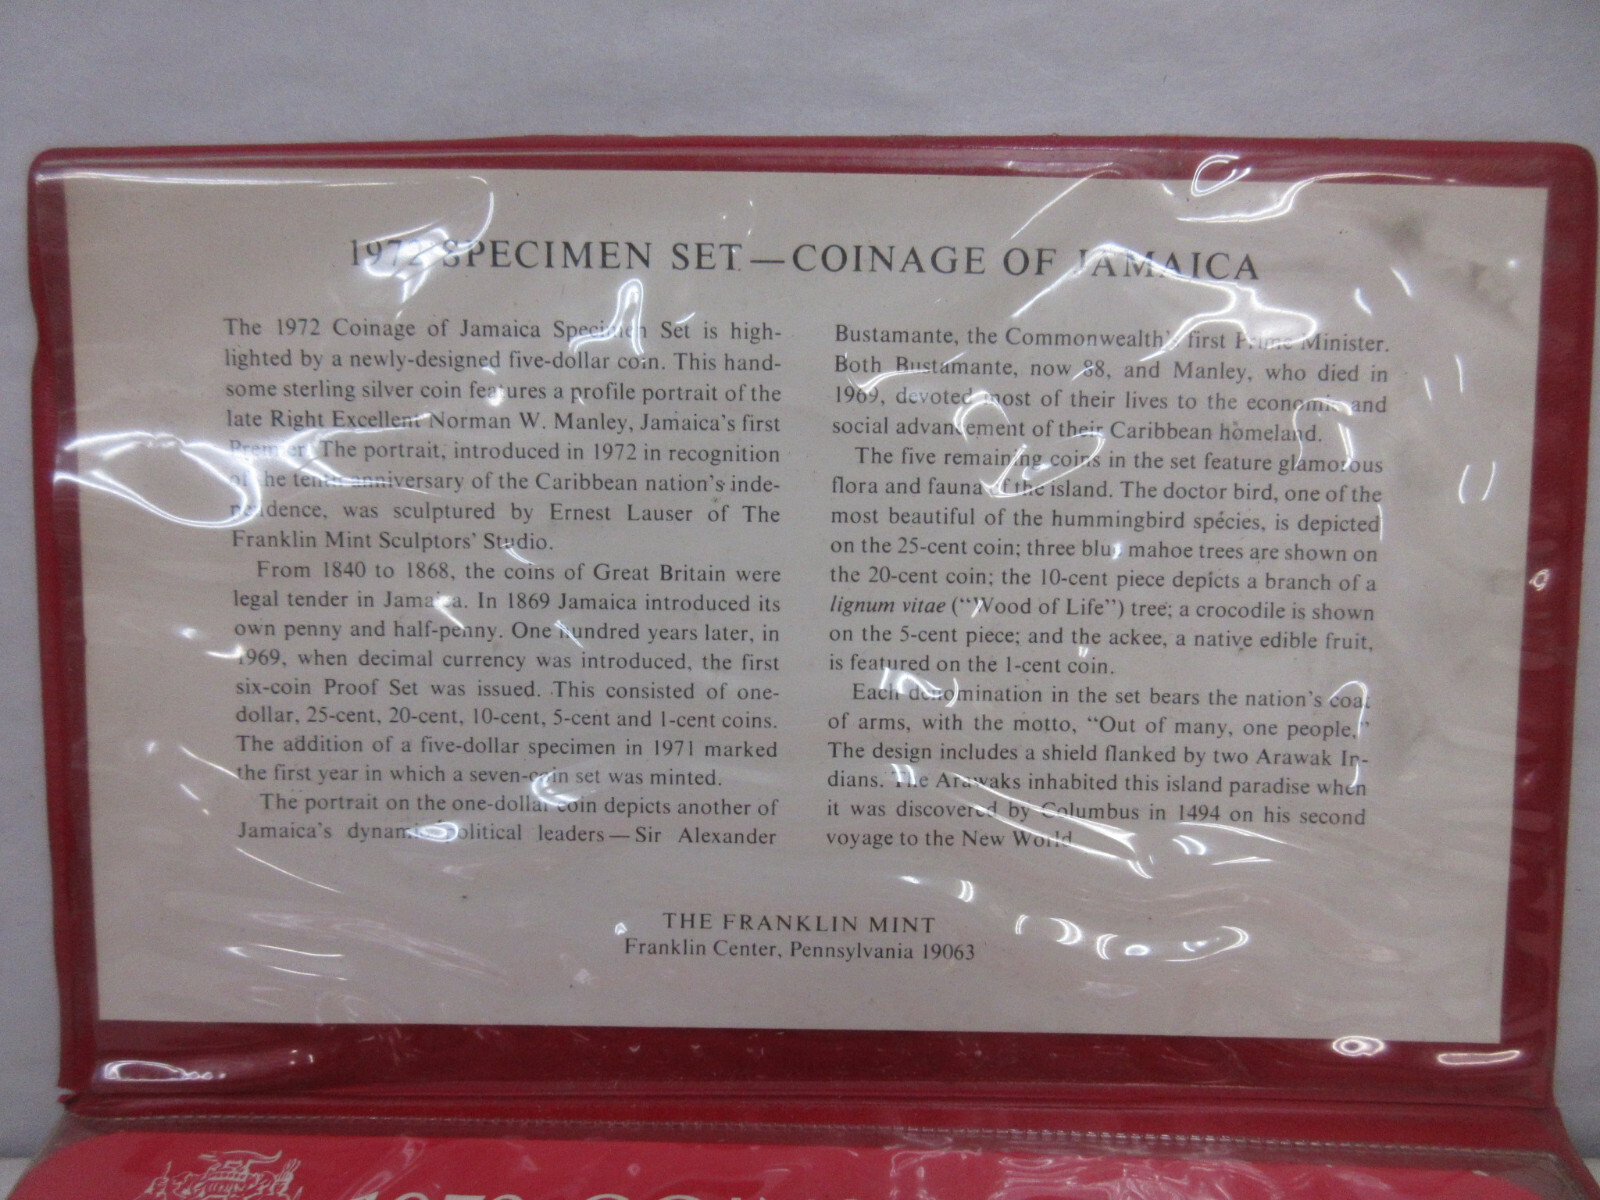 1972 SPECIMEN SET—COINAGE OF JAMAICA
The 1972 Coinage of Jamaica Specimen Set is high-
lighted by a newly-designed five-dollar coin. This hand-
some sterling silver coin features a profile portrait of the
late Right Excellent Norman W. Manley, Jamaica's first
Premier. The portrait, introduced in 1972 in recognition
of the tenth anniversary of the Caribbean nation's inde-
pendence, was sculptured by Ernest Lauser of The
Franklin Mint Sculptors' Studio.
From 1840 to 1868, the coins of Great Britain were
legal tender in Jamaica. In 1869 Jamaica introduced its
own penny and half-penny. One hundred years later, in
1969, when decimal currency was introduced, the first
six-coin Proof Set was issued. This consisted of one-
dollar, 25-cent, 20-cent, 10-cent, 5-cent and 1-cent coins.
The addition of a five-dollar specimen in 1971 marked
the first year in which a seven-coin set was minted.
The portrait on the one-dollar coin depicts another of
Jamaica's dynamic political leaders—Sir Alexander
Bustamante, the Commonwealth's first Prime Minister.
Both Bustamante, now 88, and Manley, who died in
1969, devoted most of their lives to the economic and
social advancement of their Caribbean homeland.
The five remaining coins in the set feature glamorous
flora and fauna of the island. The doctor bird, one of the
most beautiful of the hummingbird species, is depicted
on the 25-cent coin; three blue mahoe trees are shown on
the 20-cent coin; the 10-cent piece depicts a branch of a
lignum vitae ("Wood of Life") tree; a crocodile is shown
on the 5-cent piece; and the ackee, a native edible fruit,
is featured on the 1-cent coin.
Each denomination in the set bears the nation's coat
of arms, with the motto, "Out of many, one people."
The design includes a shield flanked by two Arawak In-
dians. The Arawaks inhabited this island paradise when
it was discovered by Columbus in 1494 on his second
voyage to the New World.
THE FRANKLIN MINT
Franklin Center, Pennsylvania 19063